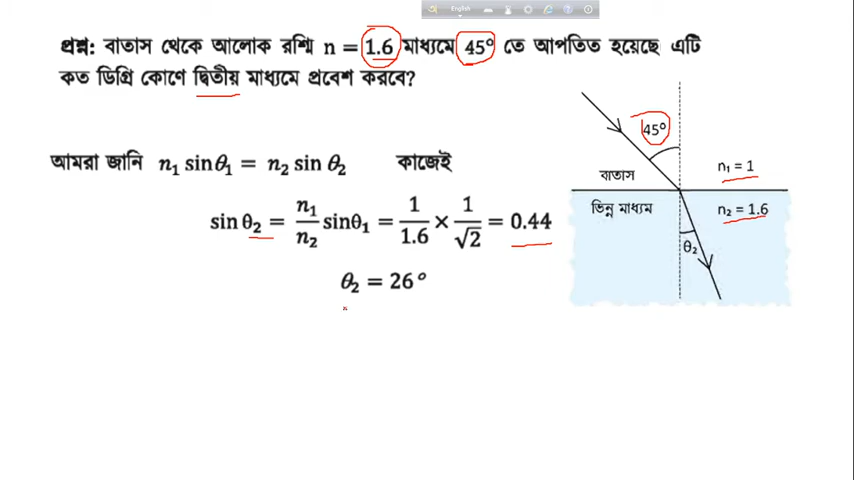 English
প্রশ্ন: বাতাস থেকে আলোক রশ্মি n = 1.6 মাধ্যমে 45° তে আপতিত হয়েছে এটি
কত ডিগ্রি কোণে দ্বিতীয় মাধ্যমে প্রবেশ করবে?
আমরা জানি n₁ sinθ₁ = n₂ sin θ₂ কাজেই
sin θ₂ = n₁/n₂ sinθ₁ = 1/1.6 × 1/√2 = 0.44
θ₂ = 26°
45°
বাতাস n₁ = 1
ভিন্ন মাধ্যম n₂ = 1.6
θ₂